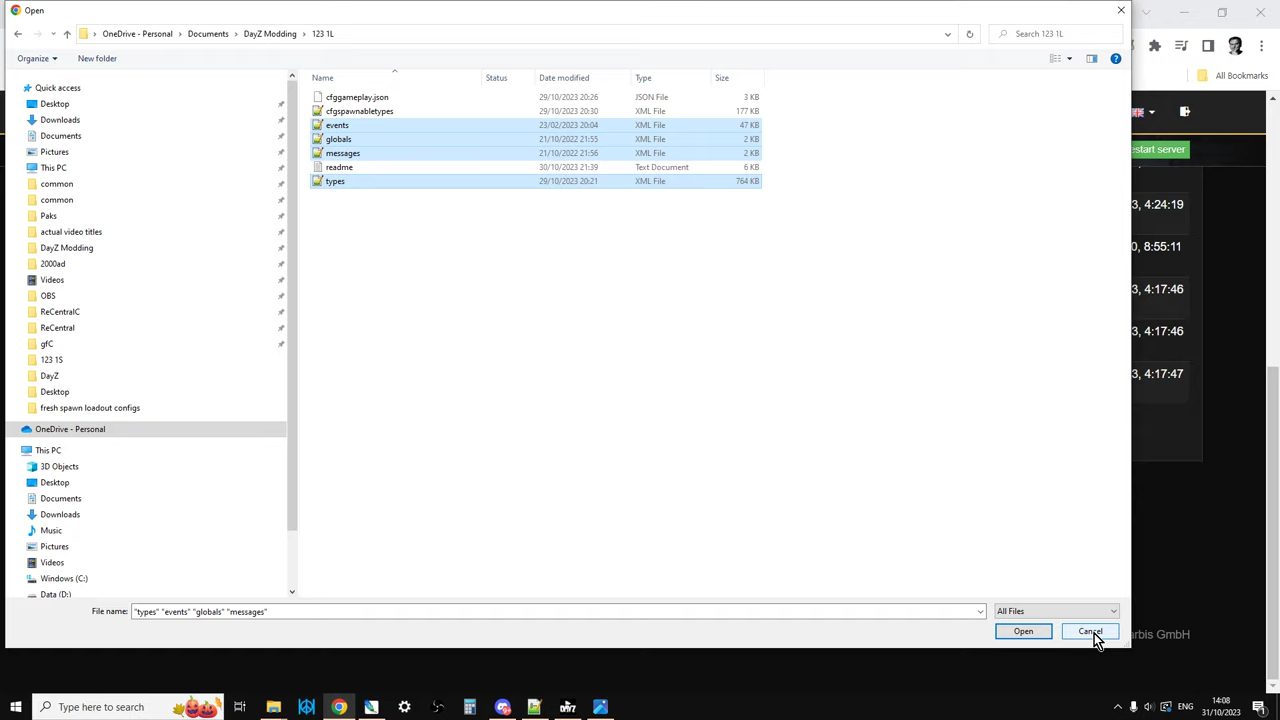 Open
OneDrive - Personal > Documents > DayZ Modding > 123 1L
Search 123 1L
Organize
New folder
All Bookmarks
Name
Status
Date modified
Type
Size
Quick access
Desktop
Downloads
Documents
Pictures
This PC
common
common
Paks
actual video titles
DayZ Modding
2000ad
Videos
OBS
ReCentralC
ReCentral
gfC
123 1S
DayZ
Desktop
fresh spawn loadout configs
OneDrive - Personal
This PC
3D Objects
Desktop
Documents
Downloads
Music
Pictures
Videos
Windows (C:)
Data (D:)
cfggameplay.json 29/10/2023 20:26 JSON File 3 KB
cfgspawnabletypes 29/10/2023 20:30 XML File 177 KB
events 23/02/2023 20:04 XML File 47 KB
globals 21/10/2022 21:55 XML File 2 KB
messages 21/10/2022 21:56 XML File 2 KB
readme 30/10/2023 21:39 Text Document 6 KB
types 29/10/2023 20:21 XML File 764 KB
estart server
3, 4:24:19
0, 8:55:11
3, 4:17:46
3, 4:17:46
3, 4:17:47
File name: "types" "events" "globals" "messages"
All Files
Open
Cancel
arbis GmbH
Type here to search
ENG
14:08
31/10/2023